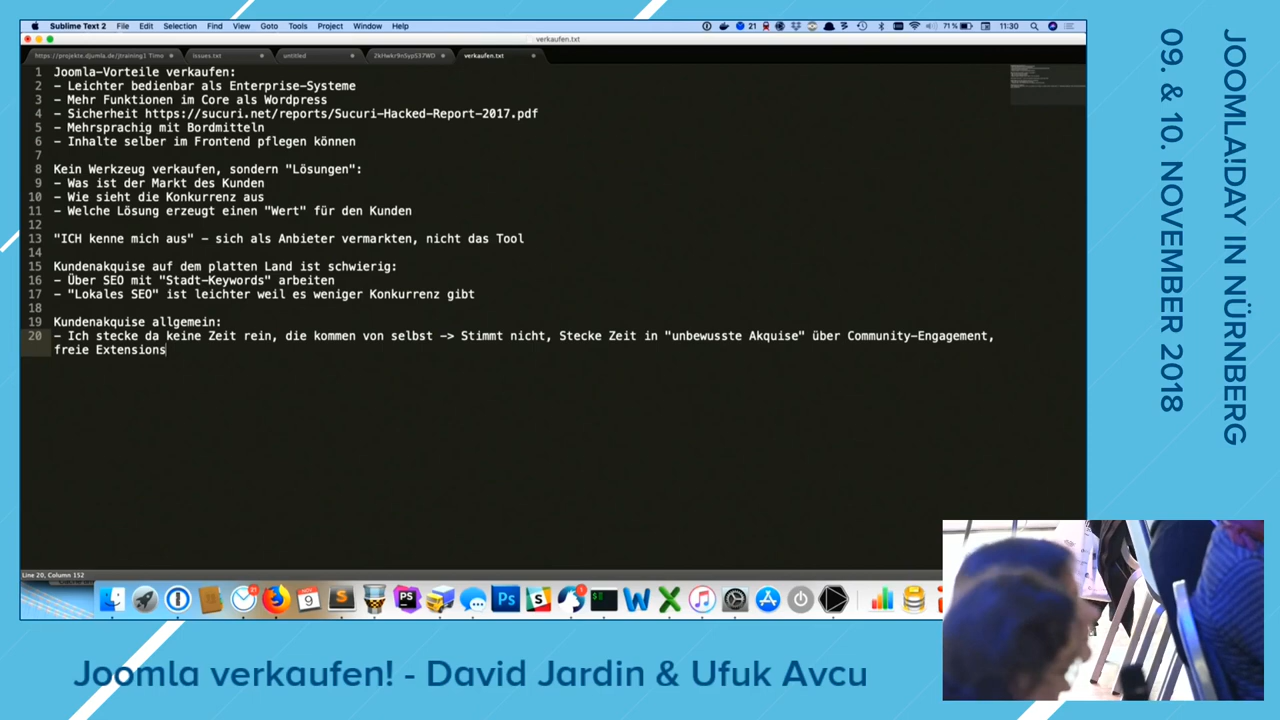 Sublime Text 2 File Edit Selection Find View Goto Tools Project Window Help 21 71 % 11:30
verkaufen.txt
https://projekte.djumla.de/jtraining1 Time issues.txt untitled verkaufen.txt
1 Joomla-Vorteile verkaufen:
2 - Leichter bedienbar als Enterprise-Systeme
3 - Mehr Funktionen im Core als Wordpress
4 - Sicherheit https://sucuri.net/reports/Sucuri-Hacked-Report-2017.pdf
5 - Mehrsprachig mit Bordmitteln
6 - Inhalte selber im Frontend pflegen können
7
8 Kein Werkzeug verkaufen, sondern "Lösungen":
9 - Was ist der Markt des Kunden
10 - Wie sieht die Konkurrenz aus
11 - Welche Lösung erzeugt einen "Wert" für den Kunden
12
13 "ICH kenne mich aus" - sich als Anbieter vermarkten, nicht das Tool
14
15 Kundenakquise auf dem platten Land ist schwierig:
16 - Über SEO mit "Stadt-Keywords" arbeiten
17 - "Lokales SEO" ist leichter weil es weniger Konkurrenz gibt
18
19 Kundenakquise allgemein:
20 - Ich stecke da keine Zeit rein, die kommen von selbst -> Stimmt nicht, Stecke Zeit in "unbewusste Akquise" über Community-Engagement,
freie Extensions
Line 20, Column 152
JOOMLA!DAY IN NÜRNBERG
09. & 10. NOVEMBER 2018
Joomla verkaufen! - David Jardin & Ufuk Avcu